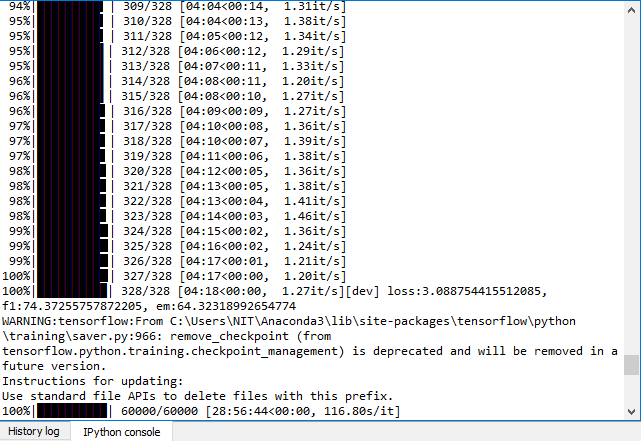 94%| | 309/328 [04:04<00:14, 1.31it/s]
95%| | 310/328 [04:04<00:13, 1.38it/s]
95%| | 311/328 [04:05<00:12, 1.34it/s]
95%| | 312/328 [04:06<00:12, 1.29it/s]
95%| | 313/328 [04:07<00:11, 1.33it/s]
96%| | 314/328 [04:08<00:11, 1.20it/s]
96%| | 315/328 [04:08<00:10, 1.27it/s]
96%| | 316/328 [04:09<00:09, 1.27it/s]
97%| | 317/328 [04:10<00:08, 1.36it/s]
97%| | 318/328 [04:10<00:07, 1.39it/s]
97%| | 319/328 [04:11<00:06, 1.38it/s]
98%| | 320/328 [04:12<00:05, 1.36it/s]
98%| | 321/328 [04:13<00:05, 1.38it/s]
98%| | 322/328 [04:13<00:04, 1.41it/s]
98%| | 323/328 [04:14<00:03, 1.46it/s]
99%| | 324/328 [04:15<00:02, 1.36it/s]
99%| | 325/328 [04:16<00:02, 1.24it/s]
99%| | 326/328 [04:17<00:01, 1.21it/s]
100%| | 327/328 [04:17<00:00, 1.20it/s]
100%| | 328/328 [04:18<00:00, 1.27it/s][dev] loss:3.088754415512085,
f1:74.37255757872205, em:64.32318992654774
WARNING:tensorflow:From C:\Users\NIT\Anaconda3\lib\site-packages\tensorflow\python
\training\saver.py:966: remove_checkpoint (from
tensorflow.python.training.checkpoint_management) is deprecated and will be removed in a
future version.
Instructions for updating:
Use standard file APIs to delete files with this prefix.
100%| | 60000/60000 [28:56:44<00:00, 116.80s/it]
History log IPython console